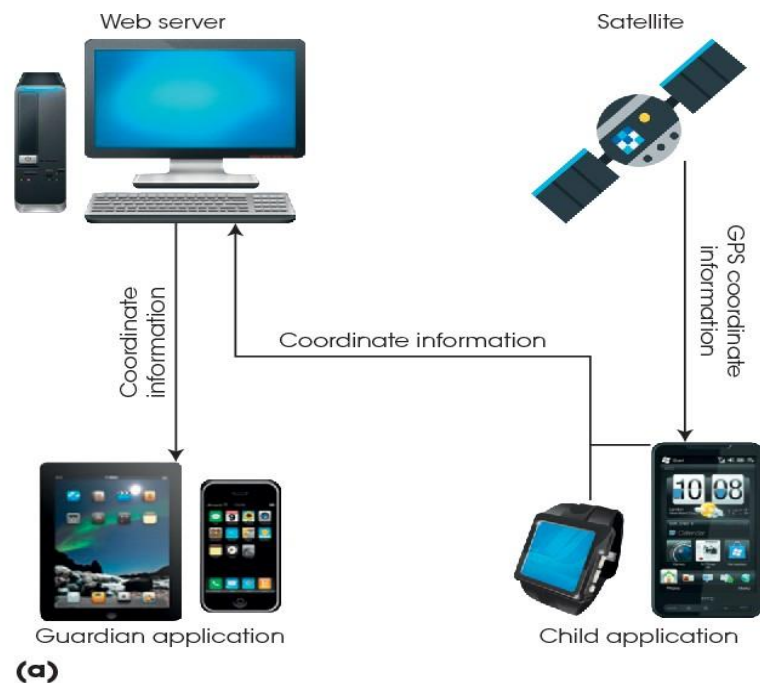 Web server
Satellite
GPS coordinate
information
Coordinate
information
Coordinate information
10 08
Guardian application
Child application
(a)